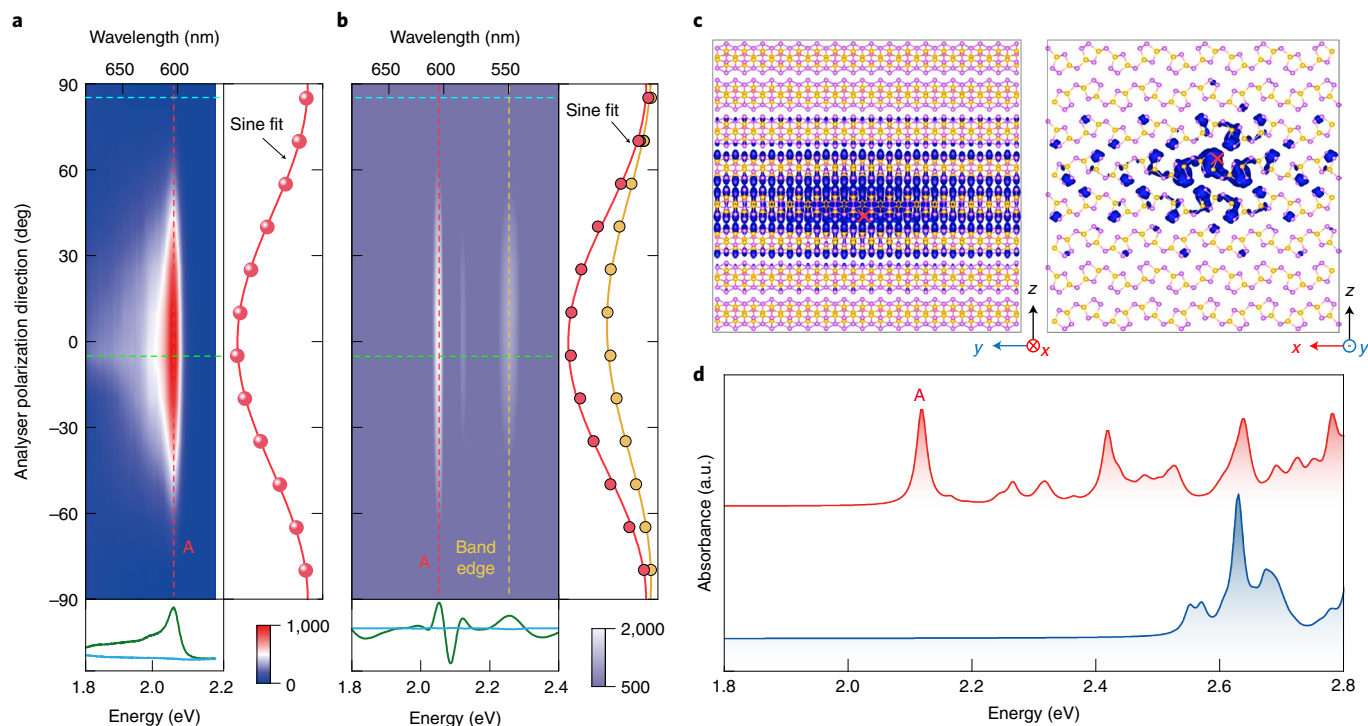 a
Wavelength (nm)
650 600
90
60
30
0
–30
–60
–90
Analyser polarization direction (deg)
Sine fit
A
1,000
0
1.8 2.0 2.2
Energy (eV)
b
Wavelength (nm)
650 600 550
Sine fit
A
Band
edge
2,000
500
1.8 2.0 2.2 2.4
Energy (eV)
c
z
y x
z
x y
d
A
Absorbance (a.u.)
1.8 2.0 2.2 2.4 2.6 2.8
Energy (eV)